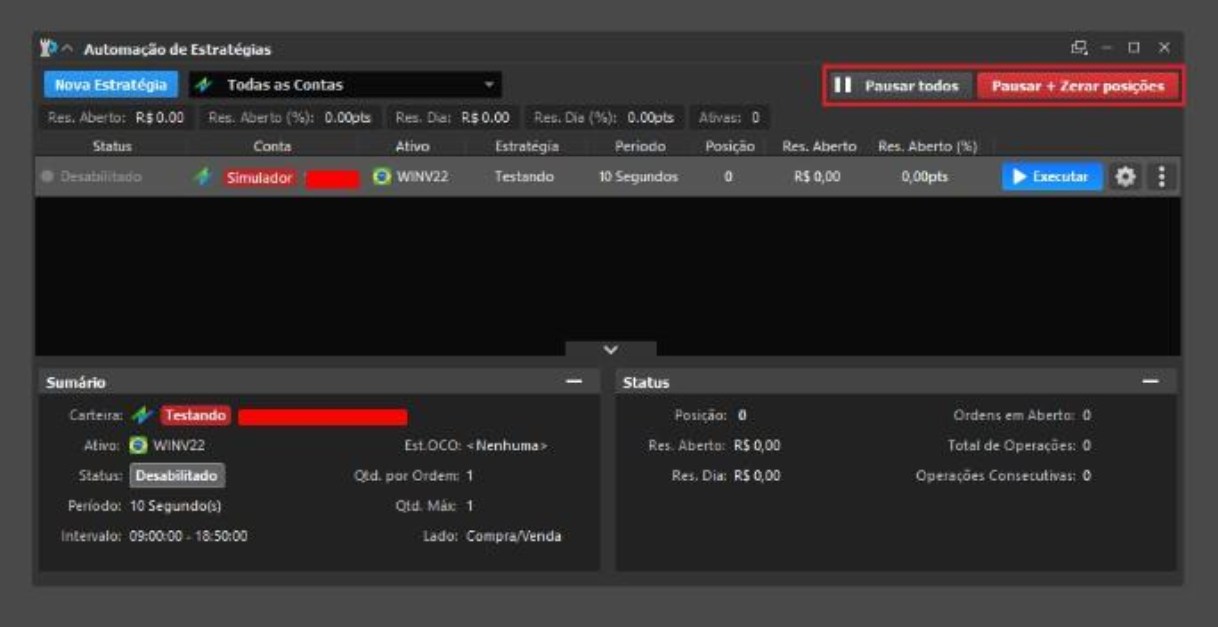 Automação de Estratégias
Nova Estratégia Todas as Contas Pausar todos Pausar + Zerar posições
Res. Aberto: R$ 0.00 Res. Aberto (%): 0.00pts Res. Dia: R$ 0.00 Res. Dia (%): 0.00pts Ativas: 0
Status Conta Ativo Estratégia Periodo Posição Res. Aberto Res. Aberto (%)
Desabilitado Simulador WINV22 Testando 10 Segundos 0 R$ 0,00 0,00pts Executar
Sumário Status
Carteira: Testando Posição: 0 Ordens em Aberto: 0
Ativo: WINV22 Est.OCO: <Nenhuma> Res. Aberto: R$ 0,00 Total de Operações: 0
Status: Desabilitado Qtd. por Ordem: 1 Res. Dia: R$ 0,00 Operações Consecutivas: 0
Período: 10 Segundo(s) Qtd. Máx: 1
Intervalo: 09:00:00 - 18:50:00 Lado: Compra/Venda